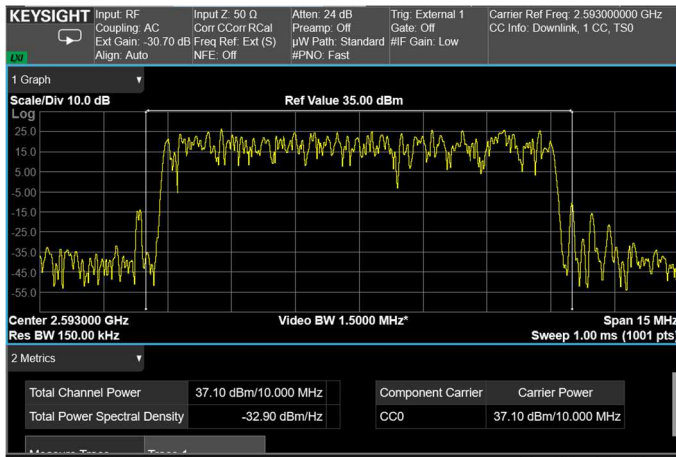 KEYSIGHT Input: RF Input Z: 50 Ω Atten: 24 dB Trig: External 1 Carrier Ref Freq: 2.593000000 GHz
Coupling: AC Corr CCorr RCal Preamp: Off Gate: Off CC Info: Downlink, 1 CC, TS0
Ext Gain: -30.70 dB Freq Ref: Ext (S) µW Path: Standard #IF Gain: Low
LXI Align: Auto NFE: Off #PNO: Fast
1 Graph
Scale/Div 10.0 dB Ref Value 35.00 dBm
Log
25.0
15.0
5.00
-5.00
-15.0
-25.0
-35.0
-45.0
-55.0
Center 2.593000 GHz Video BW 1.5000 MHz* Span 15 MHz
Res BW 150.00 kHz Sweep 1.00 ms (1001 pts)
2 Metrics
Total Channel Power 37.10 dBm/10.000 MHz Component Carrier Carrier Power
Total Power Spectral Density -32.90 dBm/Hz CC0 37.10 dBm/10.000 MHz
Measure Trace Trace 1